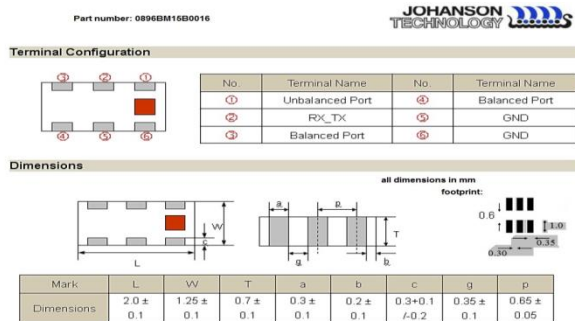 Part number: 0896BM15B0016
JOHANSON
TECHNOLOGY
Terminal Configuration
③ ② ①
④ ⑤ ⑥
No. Terminal Name No. Terminal Name
① Unbalanced Port ④ Balanced Port
② RX_TX ⑤ GND
③ Balanced Port ⑥ GND
Dimensions
all dimensions in mm
footprint:
W
c
L
a
p
T
g
b
0.6
1.0
0.35
0.30
Mark L W T a b c g p
Dimensions 2.0 ± 0.1 1.25 ± 0.1 0.7 ± 0.1 0.3 ± 0.1 0.2 ± 0.1 0.3+0.1 /-0.2 0.35 ± 0.1 0.65 ± 0.05